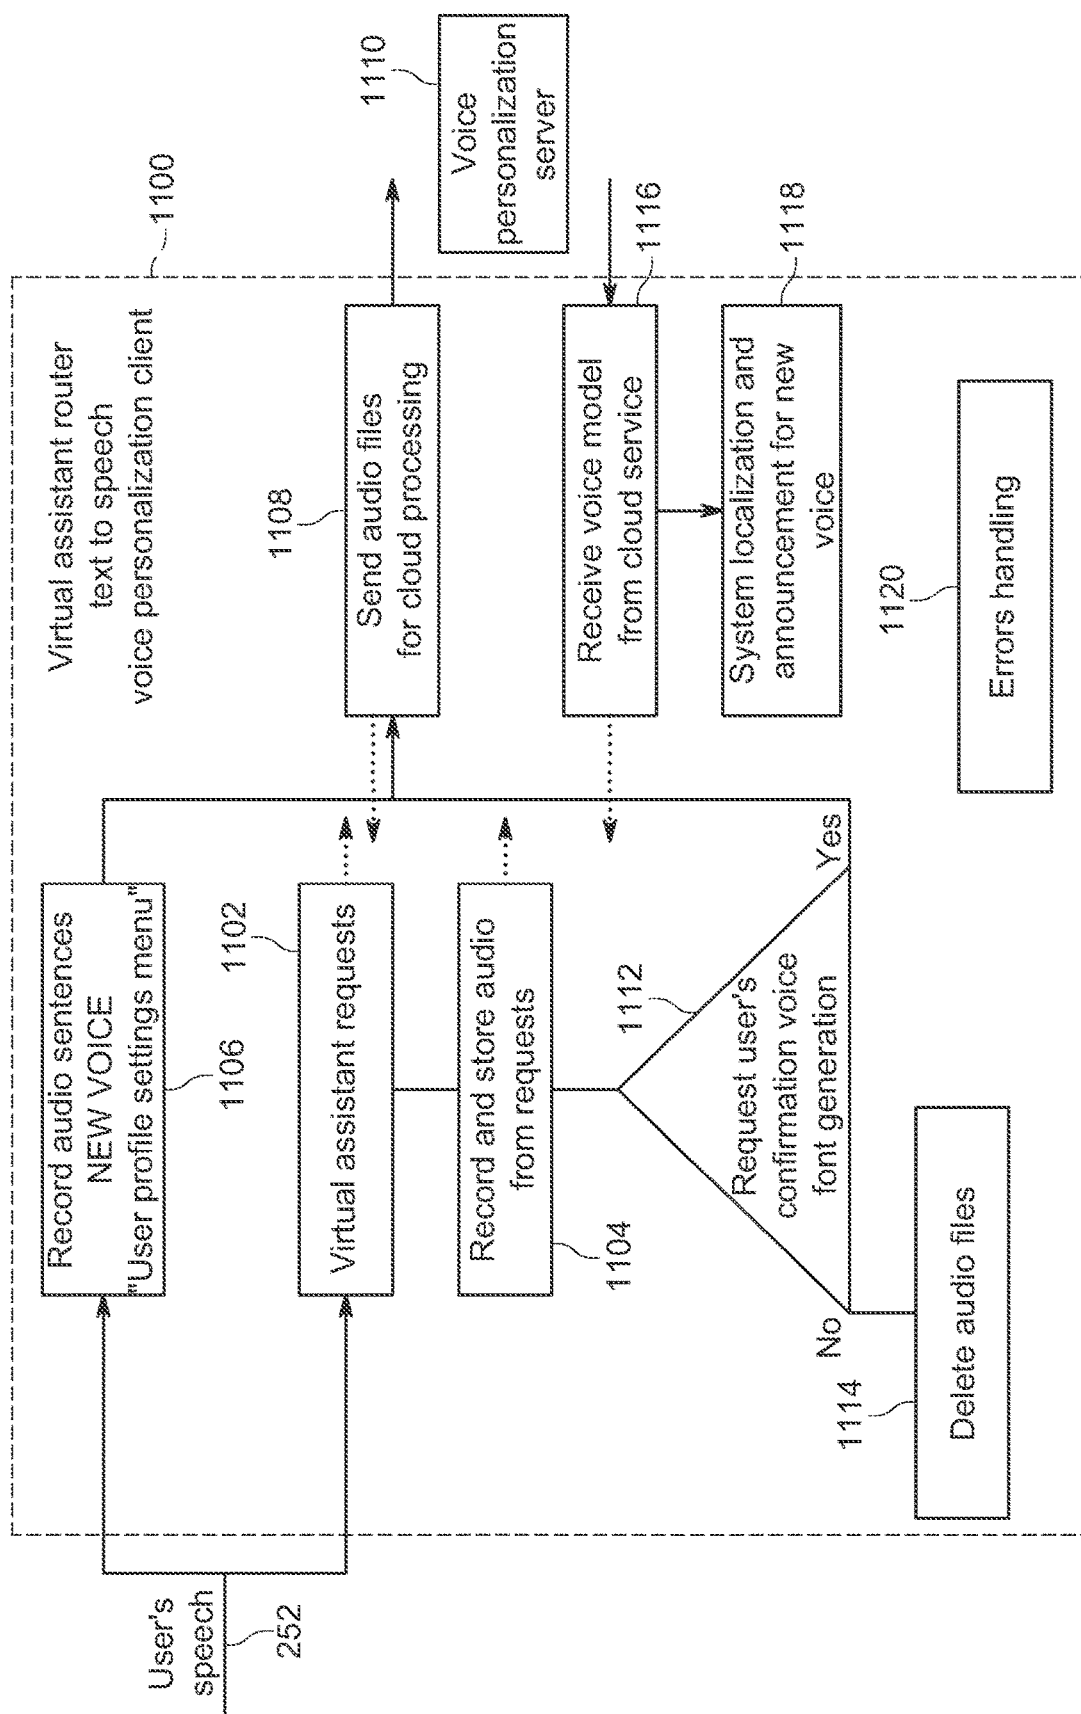 User's
speech
252
Virtual assistant router
text to speech
voice personalization client
1100
Record audio sentences
NEW VOICE
"User profile settings menu"
1106
Virtual assistant requests
1102
Record and store audio
from requests
1104
Request user's
confirmation voice
font generation
1112
No
Yes
Delete audio files
1114
1108
Send audio files
for cloud processing
1110
Voice
personalization
server
Receive voice model
from cloud service
1116
System localization and
announcement for new
voice
1118
1120
Errors handling